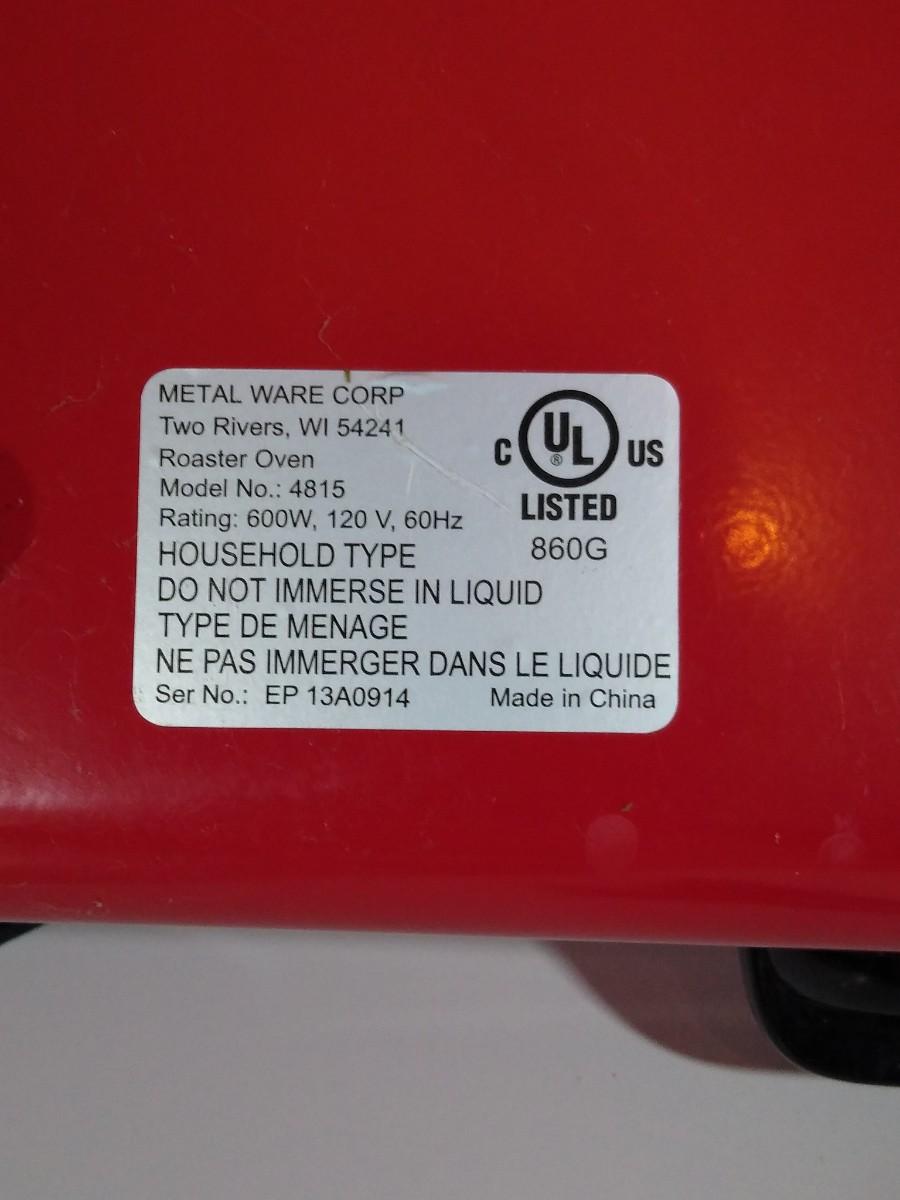 METAL WARE CORP
Two Rivers, WI 54241
Roaster Oven
Model No.: 4815
Rating: 600W, 120 V, 60Hz
C UL ® US
LISTED
860G
HOUSEHOLD TYPE
DO NOT IMMERSE IN LIQUID
TYPE DE MENAGE
NE PAS IMMERGER DANS LE LIQUIDE
Ser No.: EP 13A0914 Made in China